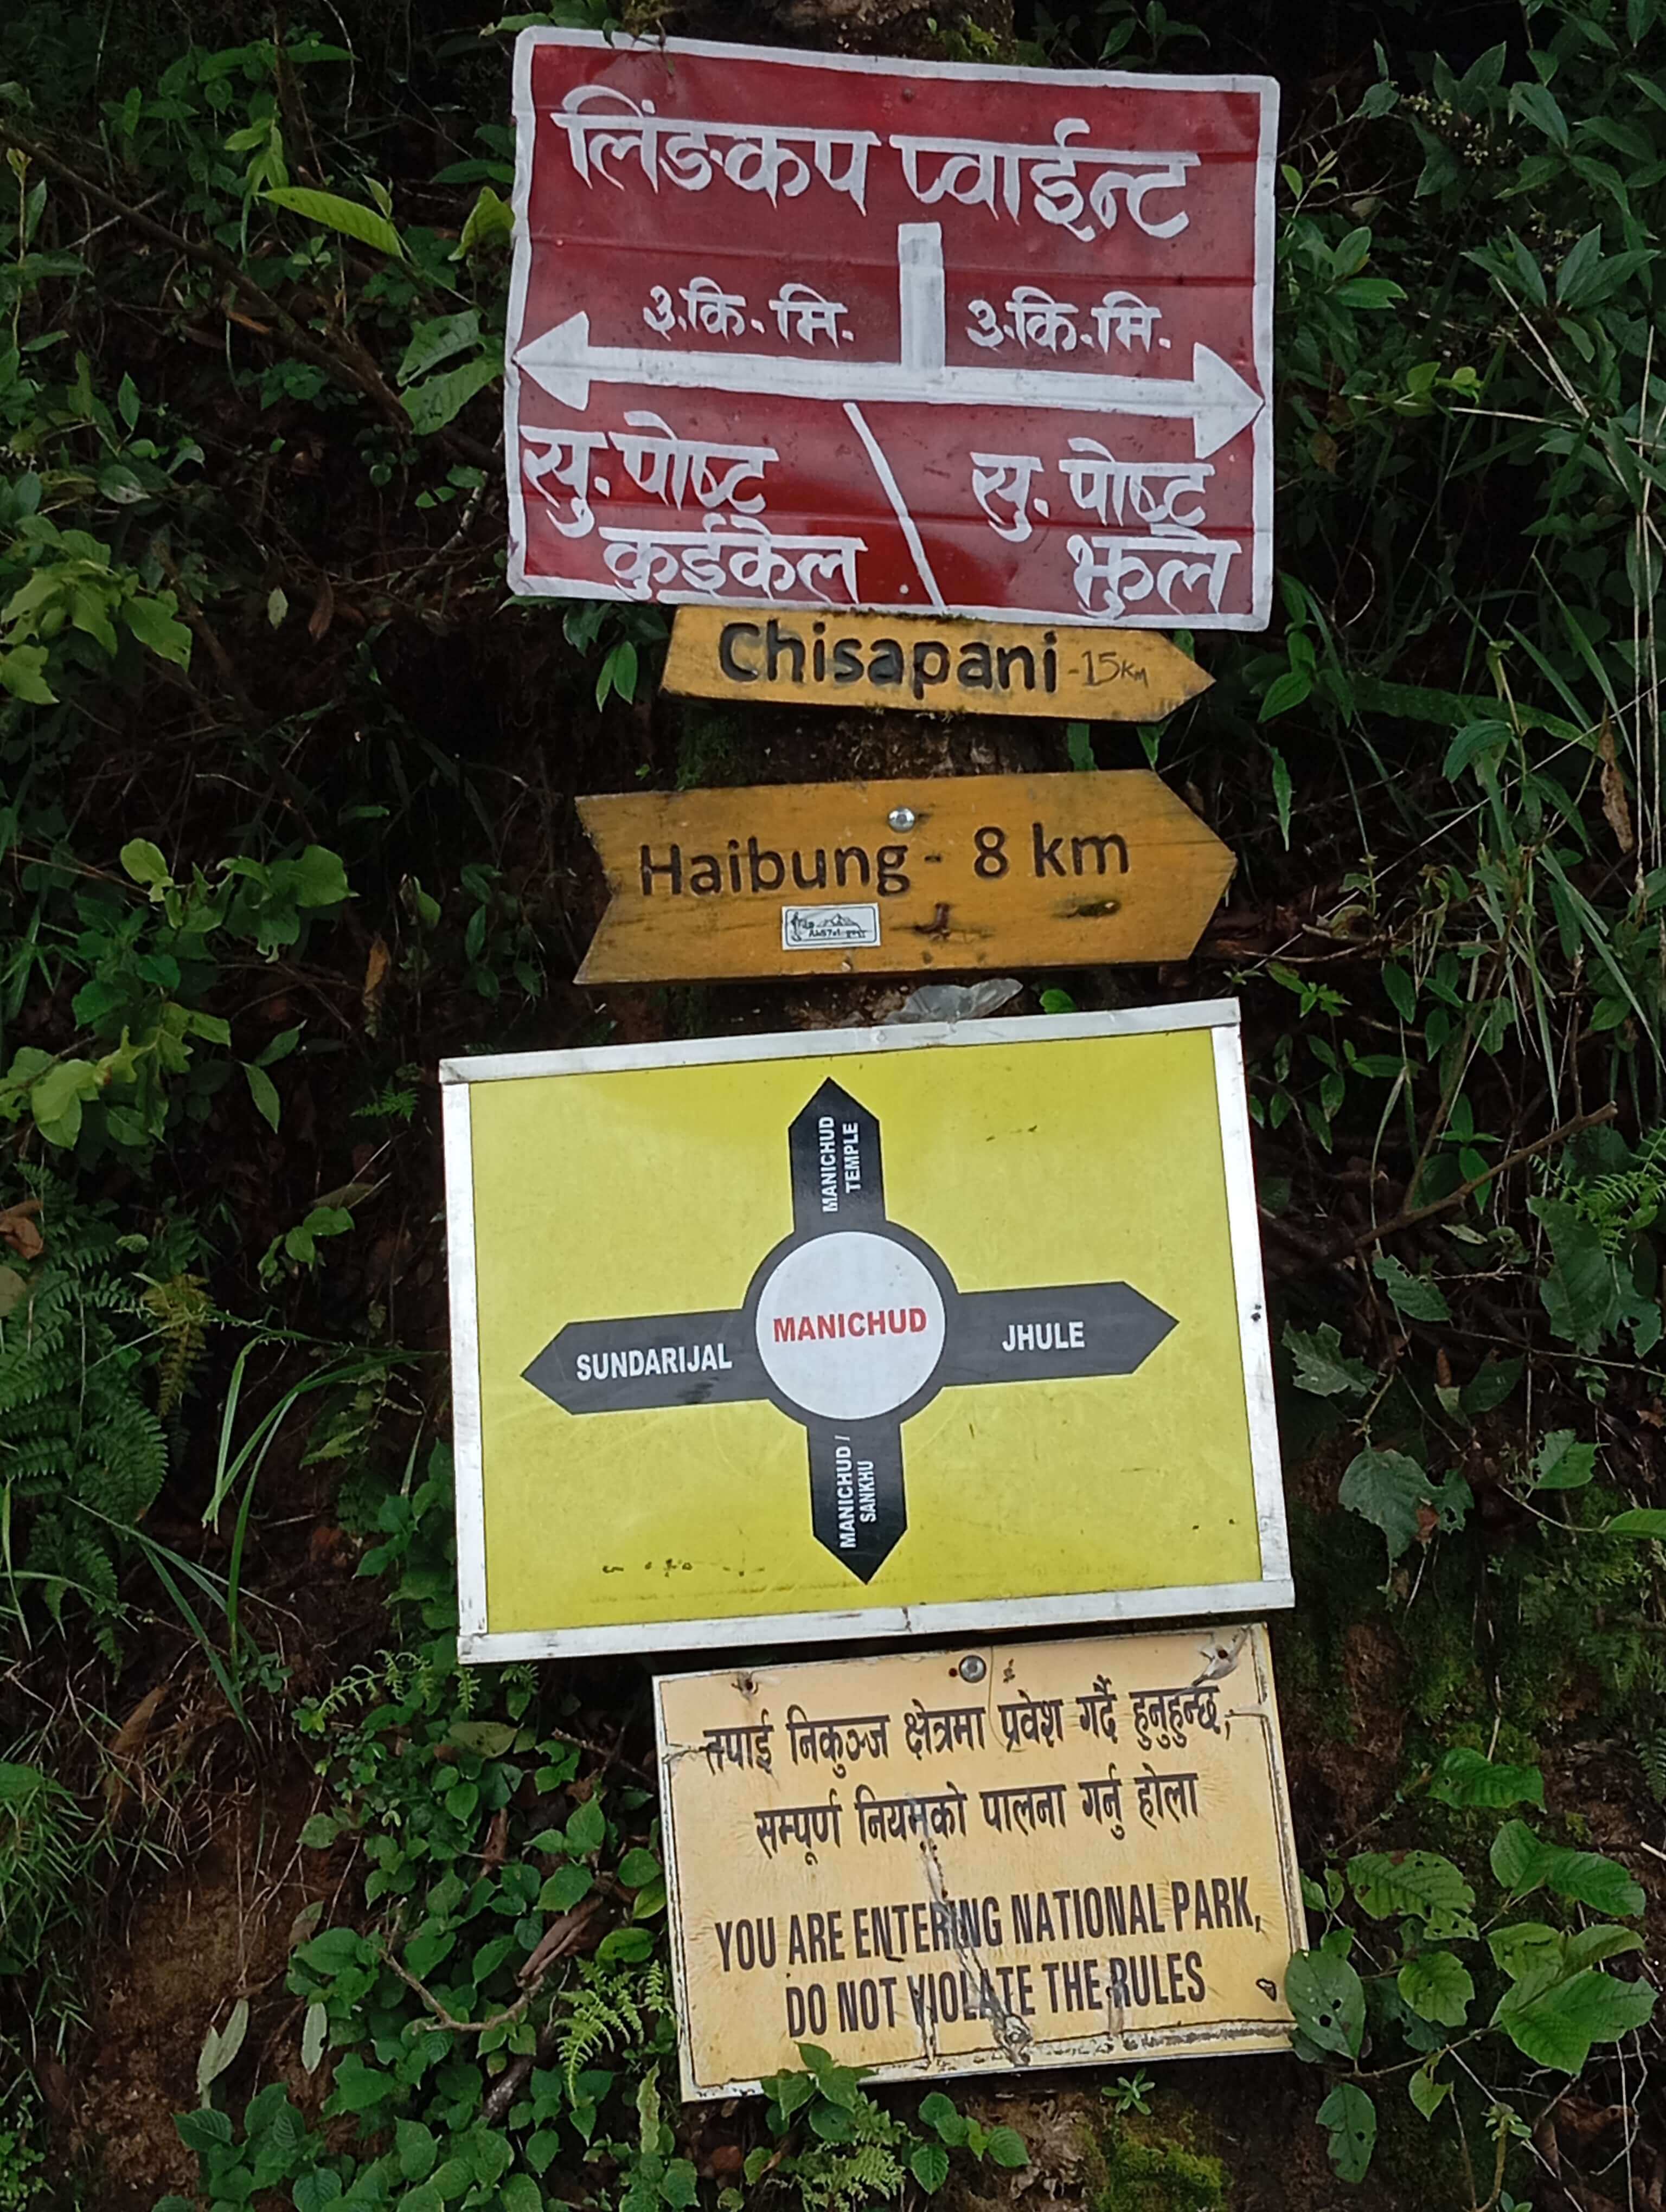 लिंङकप प्वाईन्ट
३.कि.मि.
३.कि.मि.
सु.पोष्ट
कुईकेल
सु.पोष्ट
झुले
Chisapani -15km
Haibung - 8 km
MANICHUD
TEMPLE
SUNDARIJAL
MANICHUD
JHULE
MANICHUD /
SANKHU
तपाई निकुञ्ज क्षेत्रमा प्रवेश गर्दै हुनुहुन्छ,
सम्पूर्ण नियमको पालना गर्नु होला
YOU ARE ENTERING NATIONAL PARK,
DO NOT VIOLATE THE RULES